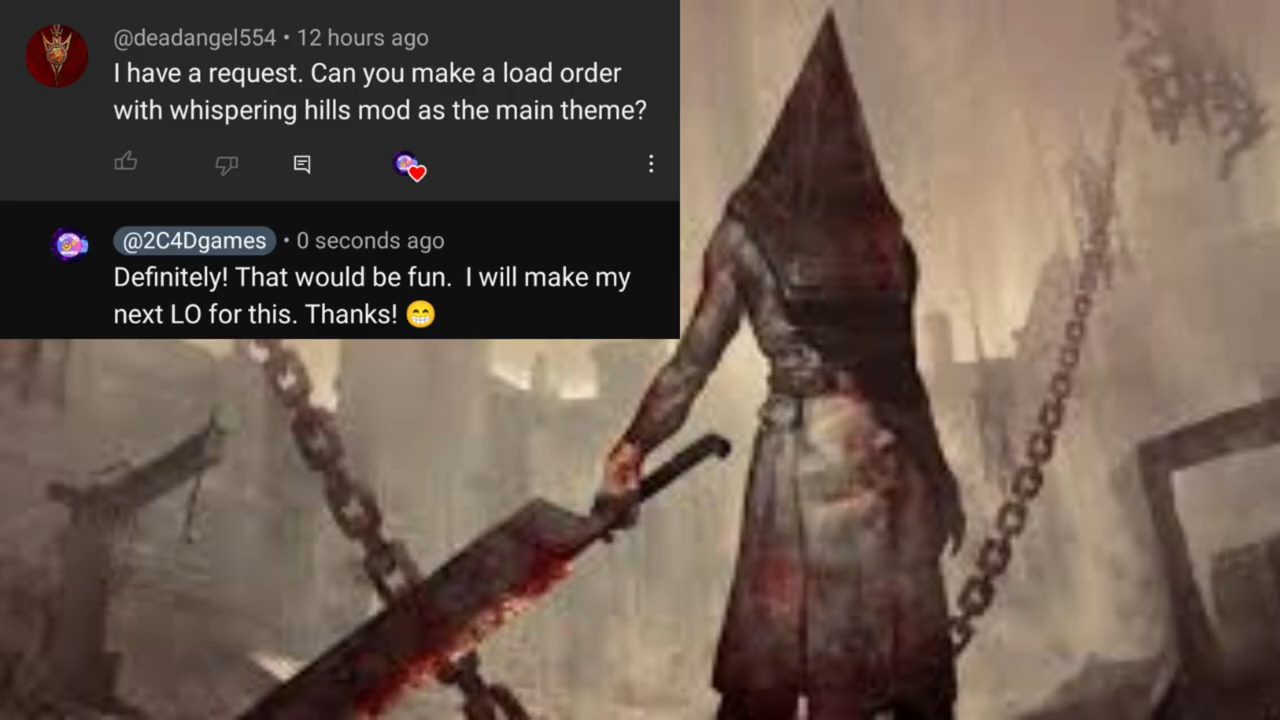 @deadangel554 • 12 hours ago
I have a request. Can you make a load order
with whispering hills mod as the main theme?
@2C4Dgames • 0 seconds ago
Definitely! That would be fun.  I will make my
next LO for this. Thanks! 😁